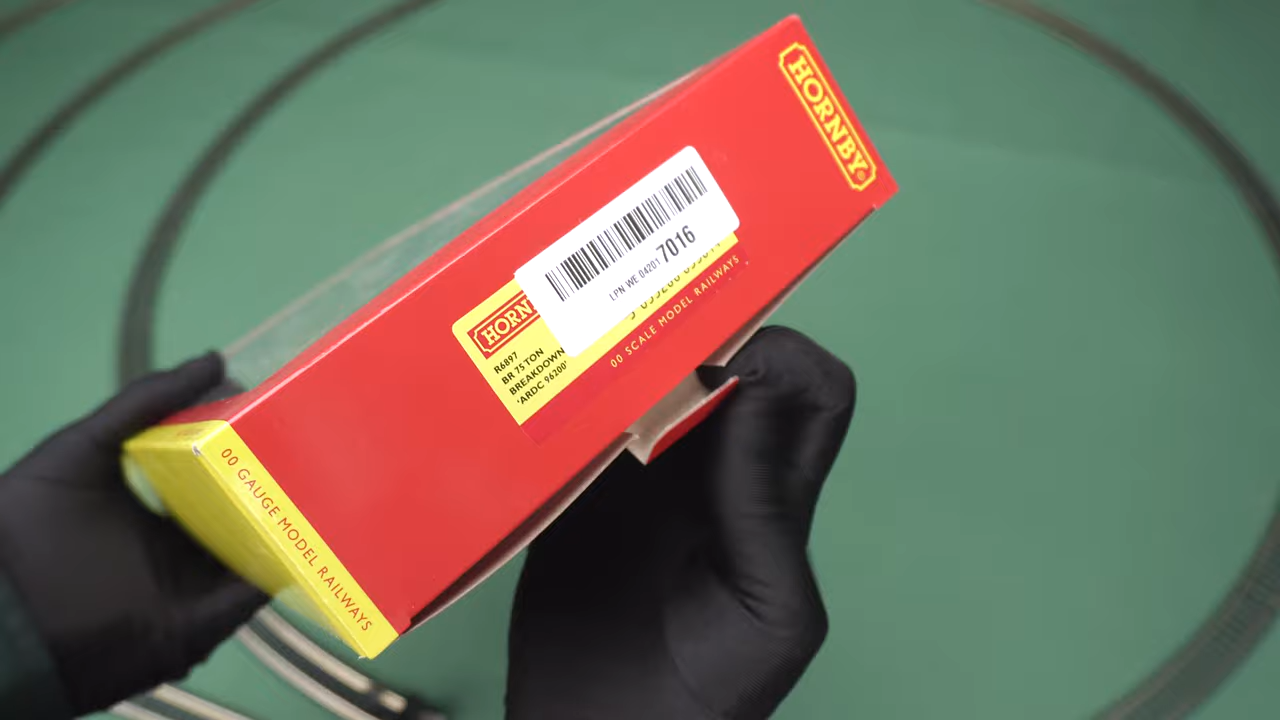 HORNBY
LPN WE 04201 7016
HORN
R6897
BR 75 TON
BREAKDOWN
'ARDC 96200'
00 SCALE MODEL RAILWAYS
00 GAUGE MODEL RAILWAYS